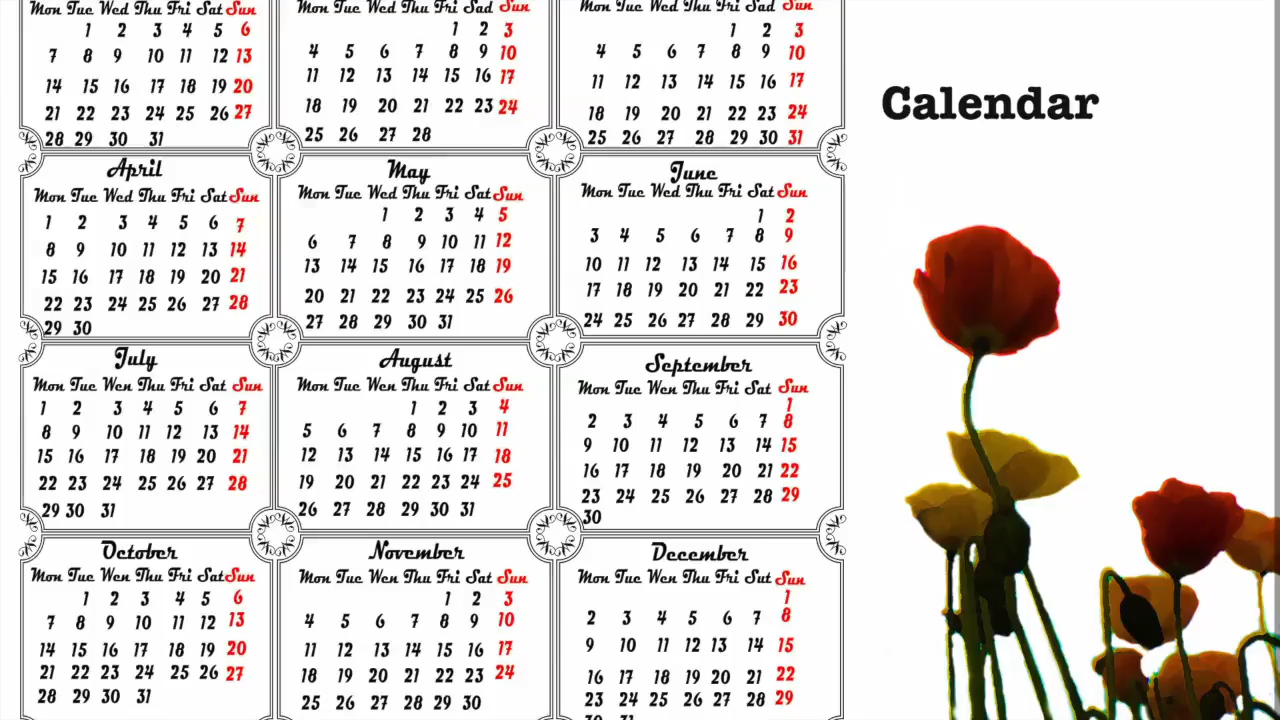 Calendar
Mon Tue Wed Thu Fri Sat Sun
1 2 3 4 5 6
7 8 9 10 11 12 13
14 15 16 17 18 19 20
21 22 23 24 25 26 27
28 29 30 31
Mon Tue Wed Thu Fri Sad Sun
1 2 3
4 5 6 7 8 9 10
11 12 13 14 15 16 17
18 19 20 21 22 23 24
25 26 27 28
Mon Tue Wed Thu Fri Sad Sun
1 2 3
4 5 6 7 8 9 10
11 12 13 14 15 16 17
18 19 20 21 22 23 24
25 26 27 28 29 30 31
April
Mon Tue Wed Thu Fri Sat Sun
1 2 3 4 5 6 7
8 9 10 11 12 13 14
15 16 17 18 19 20 21
22 23 24 25 26 27 28
29 30
May
Mon Tue Wed Thu Fri Sat Sun
1 2 3 4 5
6 7 8 9 10 11 12
13 14 15 16 17 18 19
20 21 22 23 24 25 26
27 28 29 30 31
June
Mon Tue Wed Thu Fri Sat Sun
1 2
3 4 5 6 7 8 9
10 11 12 13 14 15 16
17 18 19 20 21 22 23
24 25 26 27 28 29 30
July
Mon Tue Wen Thu Fri Sat Sun
1 2 3 4 5 6 7
8 9 10 11 12 13 14
15 16 17 18 19 20 21
22 23 24 25 26 27 28
29 30 31
August
Mon Tue Wen Thu Fri Sat Sun
1 2 3 4
5 6 7 8 9 10 11
12 13 14 15 16 17 18
19 20 21 22 23 24 25
26 27 28 29 30 31
September
Mon Tue Wed Thu Fri Sat Sun
1
2 3 4 5 6 7 8
9 10 11 12 13 14 15
16 17 18 19 20 21 22
23 24 25 26 27 28 29
30
October
Mon Tue Wen Thu Fri Sat Sun
1 2 3 4 5 6
7 8 9 10 11 12 13
14 15 16 17 18 19 20
21 22 23 24 25 26 27
28 29 30 31
November
Mon Tue Wen Thu Fri Sat Sun
1 2 3
4 5 6 7 8 9 10
11 12 13 14 15 16 17
18 19 20 21 22 23 24
25 26 27 28 29 30
December
Mon Tue Wed Thu Fri Sat Sun
1
2 3 4 5 6 7 8
9 10 11 12 13 14 15
16 17 18 19 20 21 22
23 24 25 26 27 28 29
30 31